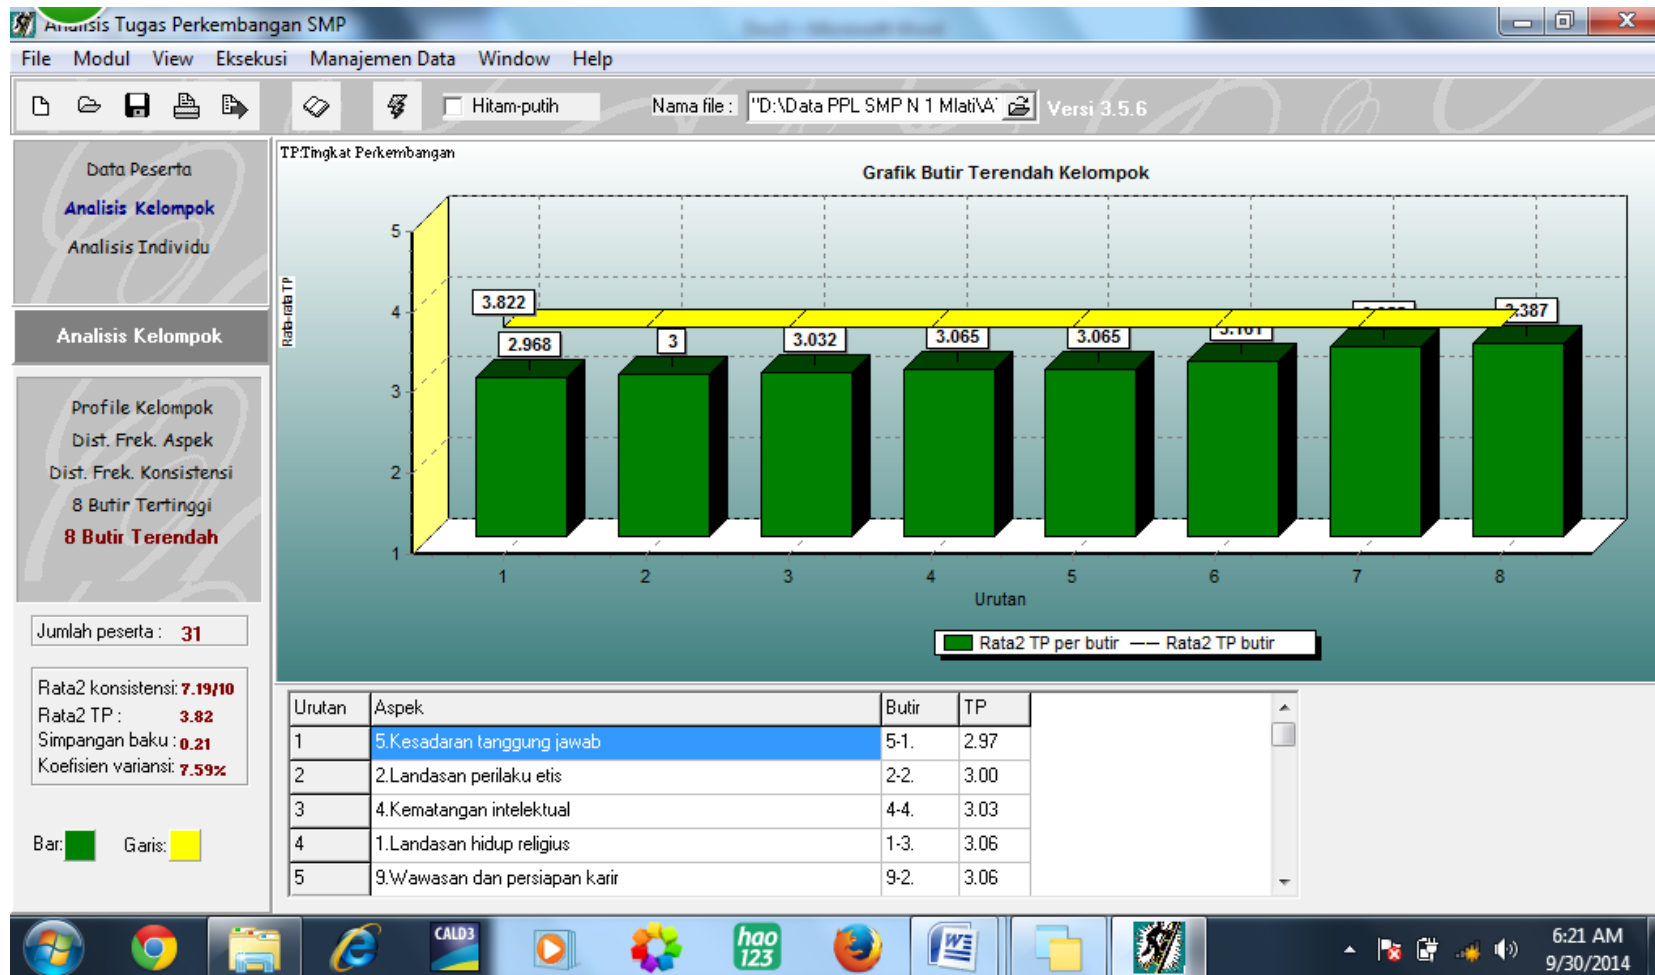 Analisis Tugas Perkembangan SMP
File Modul View Eksekusi Manajemen Data Window Help
Hitam-putih Nama file : "D:\Data PPL SMP N 1 Mlati\A Versi 3.5.6
Data Peserta
Analisis Kelompok
Analisis Individu
Analisis Kelompok
Profile Kelompok
Dist. Frek. Aspek
Dist. Frek. Konsistensi
8 Butir Tertinggi
8 Butir Terendah
Jumlah peserta : 31
Rata2 konsistensi: 7.19/10
Rata2 TP : 3.82
Simpangan baku : 0.21
Koefisien variansi: 7.59%
Bar: Garis:
TP:Tingkat Perkembangan
Grafik Butir Terendah Kelompok
Rata-rata TP
5
4
3
2
1
3.822
2.968 3 3.032 3.065 3.065 3.161 3.387
1 2 3 4 5 6 7 8
Urutan
Rata2 TP per butir Rata2 TP butir
Urutan Aspek Butir TP
1 5.Kesadaran tanggung jawab 5-1. 2.97
2 2.Landasan perilaku etis 2-2. 3.00
3 4.Kematangan intelektual 4-4. 3.03
4 1.Landasan hidup religius 1-3. 3.06
5 9.Wawasan dan persiapan karir 9-2. 3.06
CALD3
hao
123
6:21 AM
9/30/2014